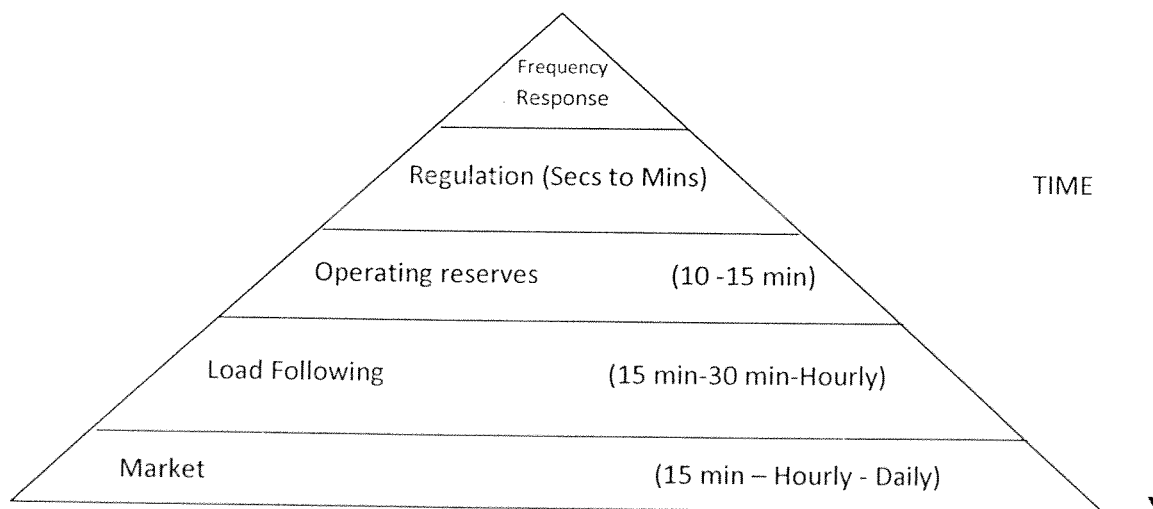 Frequency
Response
Regulation (Secs to Mins)
TIME
Operating reserves (10 -15 min)
Load Following (15 min-30 min-Hourly)
Market (15 min – Hourly - Daily)